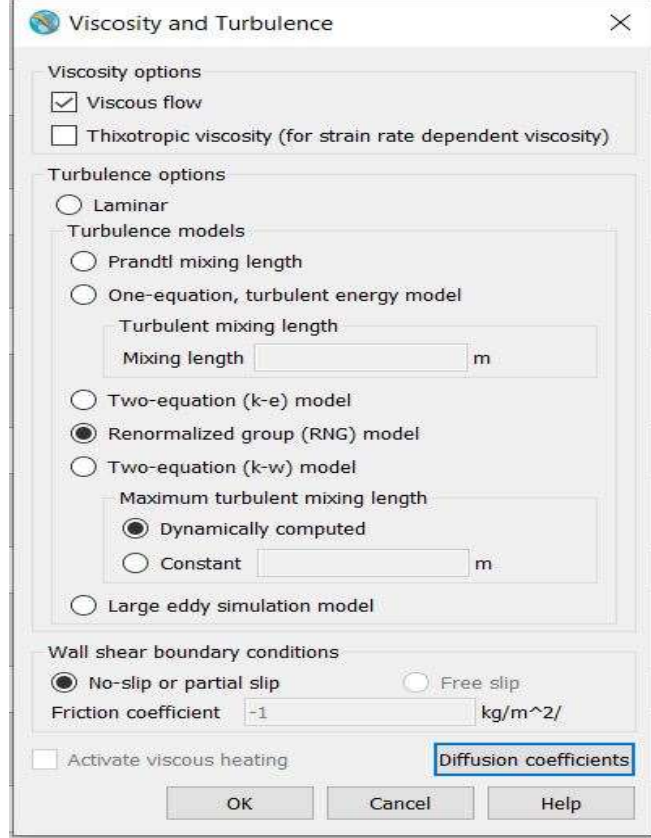 Viscosity and Turbulence
Viscosity options
Viscous flow
Thixotropic viscosity (for strain rate dependent viscosity)
Turbulence options
Laminar
Turbulence models
Prandtl mixing length
One-equation, turbulent energy model
Turbulent mixing length
Mixing length m
Two-equation (k-e) model
Renormalized group (RNG) model
Two-equation (k-w) model
Maximum turbulent mixing length
Dynamically computed
Constant m
Large eddy simulation model
Wall shear boundary conditions
No-slip or partial slip Free slip
Friction coefficient -1 kg/m^2/
Activate viscous heating Diffusion coefficients
OK Cancel Help